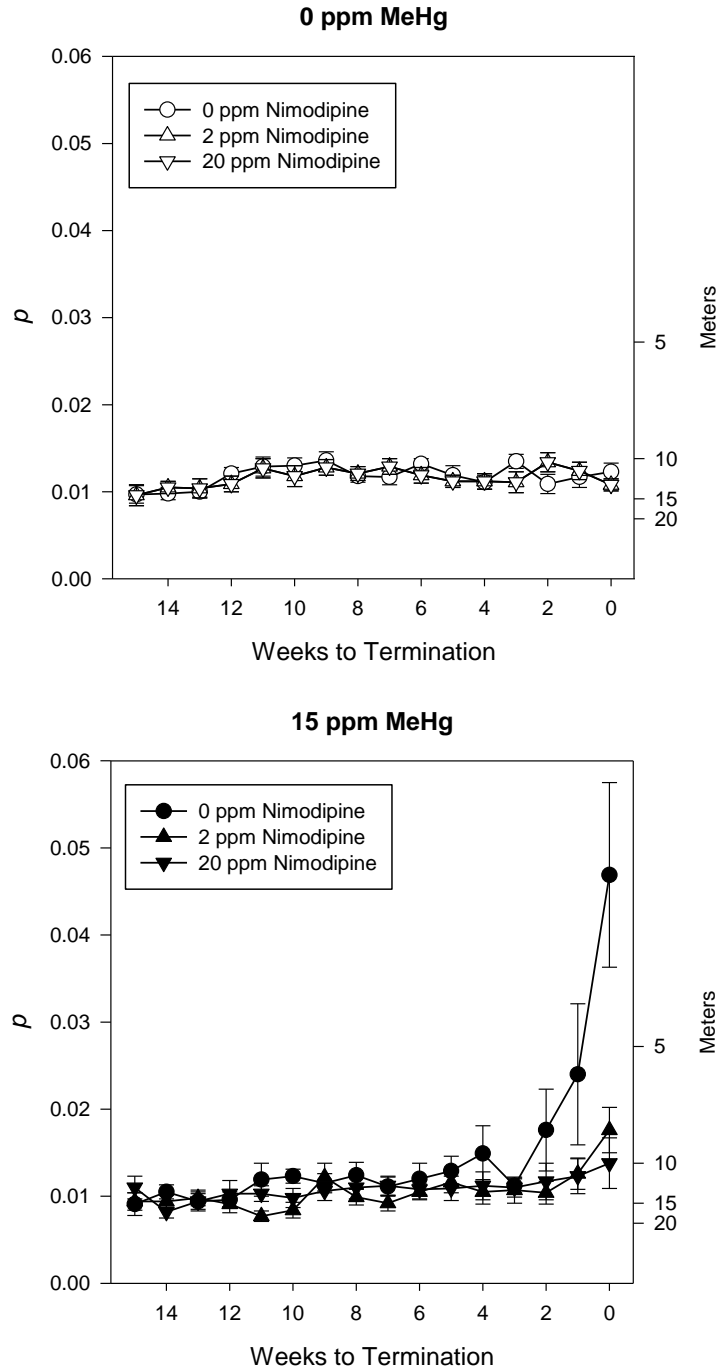 0 ppm MeHg
0.06
0.05
0.04
0.03
0.02
0.01
0.00
p
0 ppm Nimodipine
2 ppm Nimodipine
20 ppm Nimodipine
5
10
15
20
Meters
14 12 10 8 6 4 2 0
Weeks to Termination
15 ppm MeHg
0.06
0.05
0.04
0.03
0.02
0.01
0.00
p
0 ppm Nimodipine
2 ppm Nimodipine
20 ppm Nimodipine
5
10
15
20
Meters
14 12 10 8 6 4 2 0
Weeks to Termination